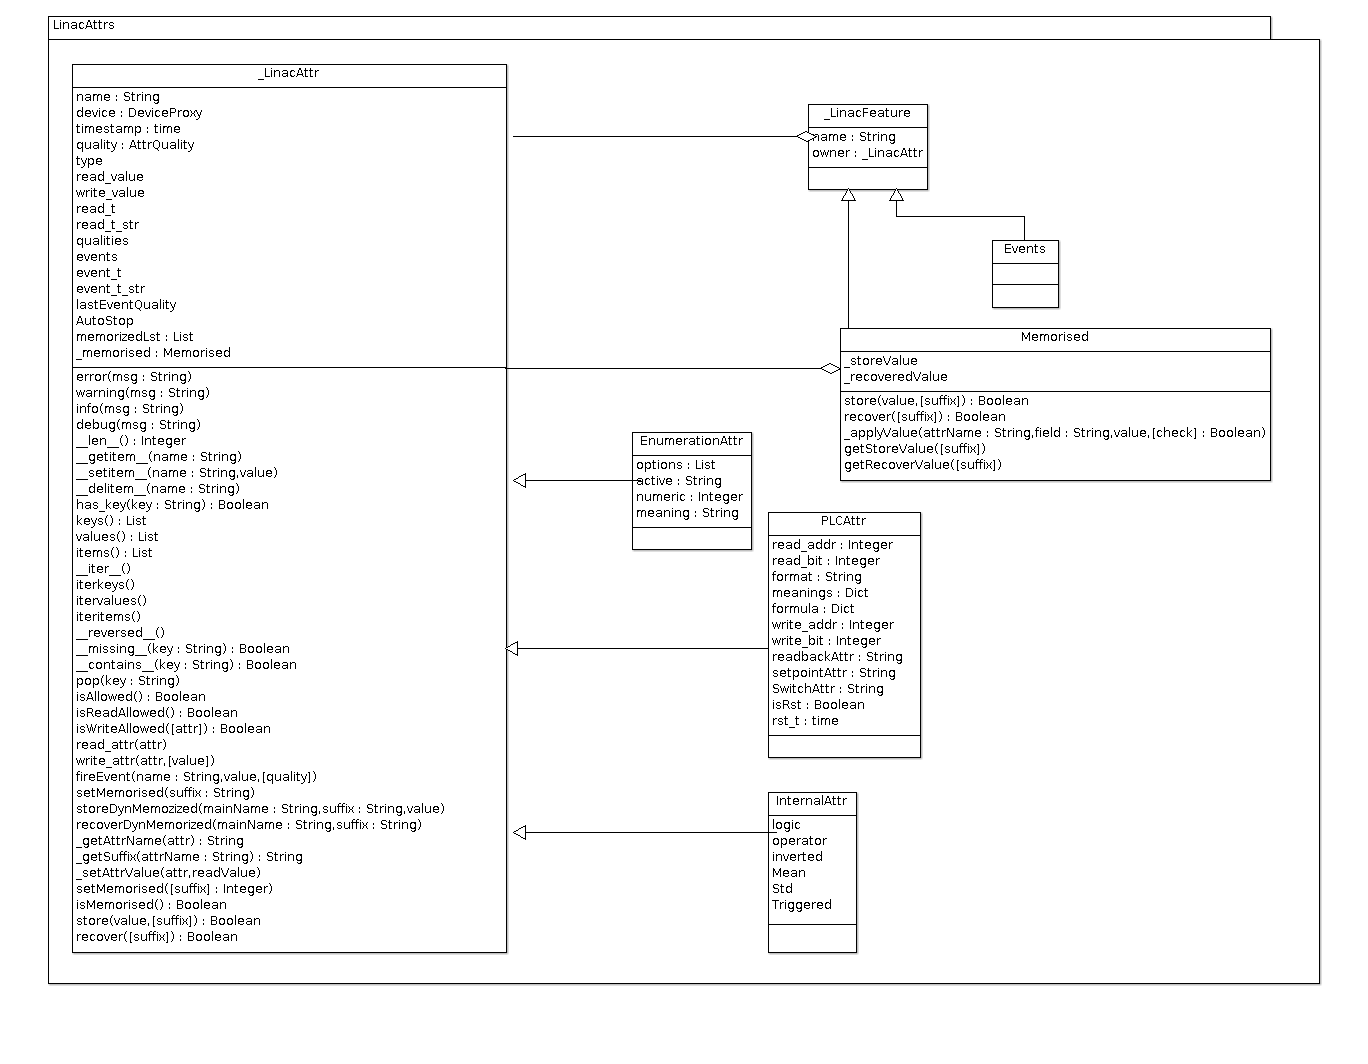 LinacAttrs
_LinacAttr
name : String
device : DeviceProxy
timestamp : time
quality : AttrQuality
type
read_value
write_value
read_t
read_t_str
qualities
events
event_t
event_t_str
lastEventQuality
AutoStop
memorizedLst : List
_memorised : Memorised
error(msg : String)
warning(msg : String)
info(msg : String)
debug(msg : String)
__len__() : Integer
__getitem__(name : String)
__setitem__(name : String,value)
__delitem__(name : String)
has_key(key : String) : Boolean
keys() : List
values() : List
items() : List
__iter__()
iterkeys()
itervalues()
iteritems()
__reversed__()
__missing__(key : String) : Boolean
__contains__(key : String) : Boolean
pop(key : String)
isAllowed() : Boolean
isReadAllowed() : Boolean
isWriteAllowed([attr]) : Boolean
read_attr(attr)
write_attr(attr,[value])
fireEvent(name : String,value,[quality])
setMemorised(suffix : String)
storeDynMemozized(mainName : String,suffix : String,value)
recoverDynMemorized(mainName : String,suffix : String)
_getAttrName(attr) : String
_getSuffix(attrName : String) : String
_setAttrValue(attr,readValue)
setMemorised([suffix] : Integer)
isMemorised() : Boolean
store(value,[suffix]) : Boolean
recover([suffix]) : Boolean
_LinacFeature
name : String
owner : _LinacAttr
Events
Memorised
_storeValue
_recoveredValue
store(value,[suffix]) : Boolean
recover([suffix]) : Boolean
_applyValue(attrName : String,field : String,value,[check] : Boolean)
getStoreValue([suffix])
getRecoverValue([suffix])
EnumerationAttr
options : List
active : String
numeric : Integer
meaning : String
PLCAttr
read_addr : Integer
read_bit : Integer
format : String
meanings : Dict
formula : Dict
write_addr : Integer
write_bit : Integer
readbackAttr : String
setpointAttr : String
SwitchAttr : String
isRst : Boolean
rst_t : time
InternalAttr
logic
operator
inverted
Mean
Std
Triggered